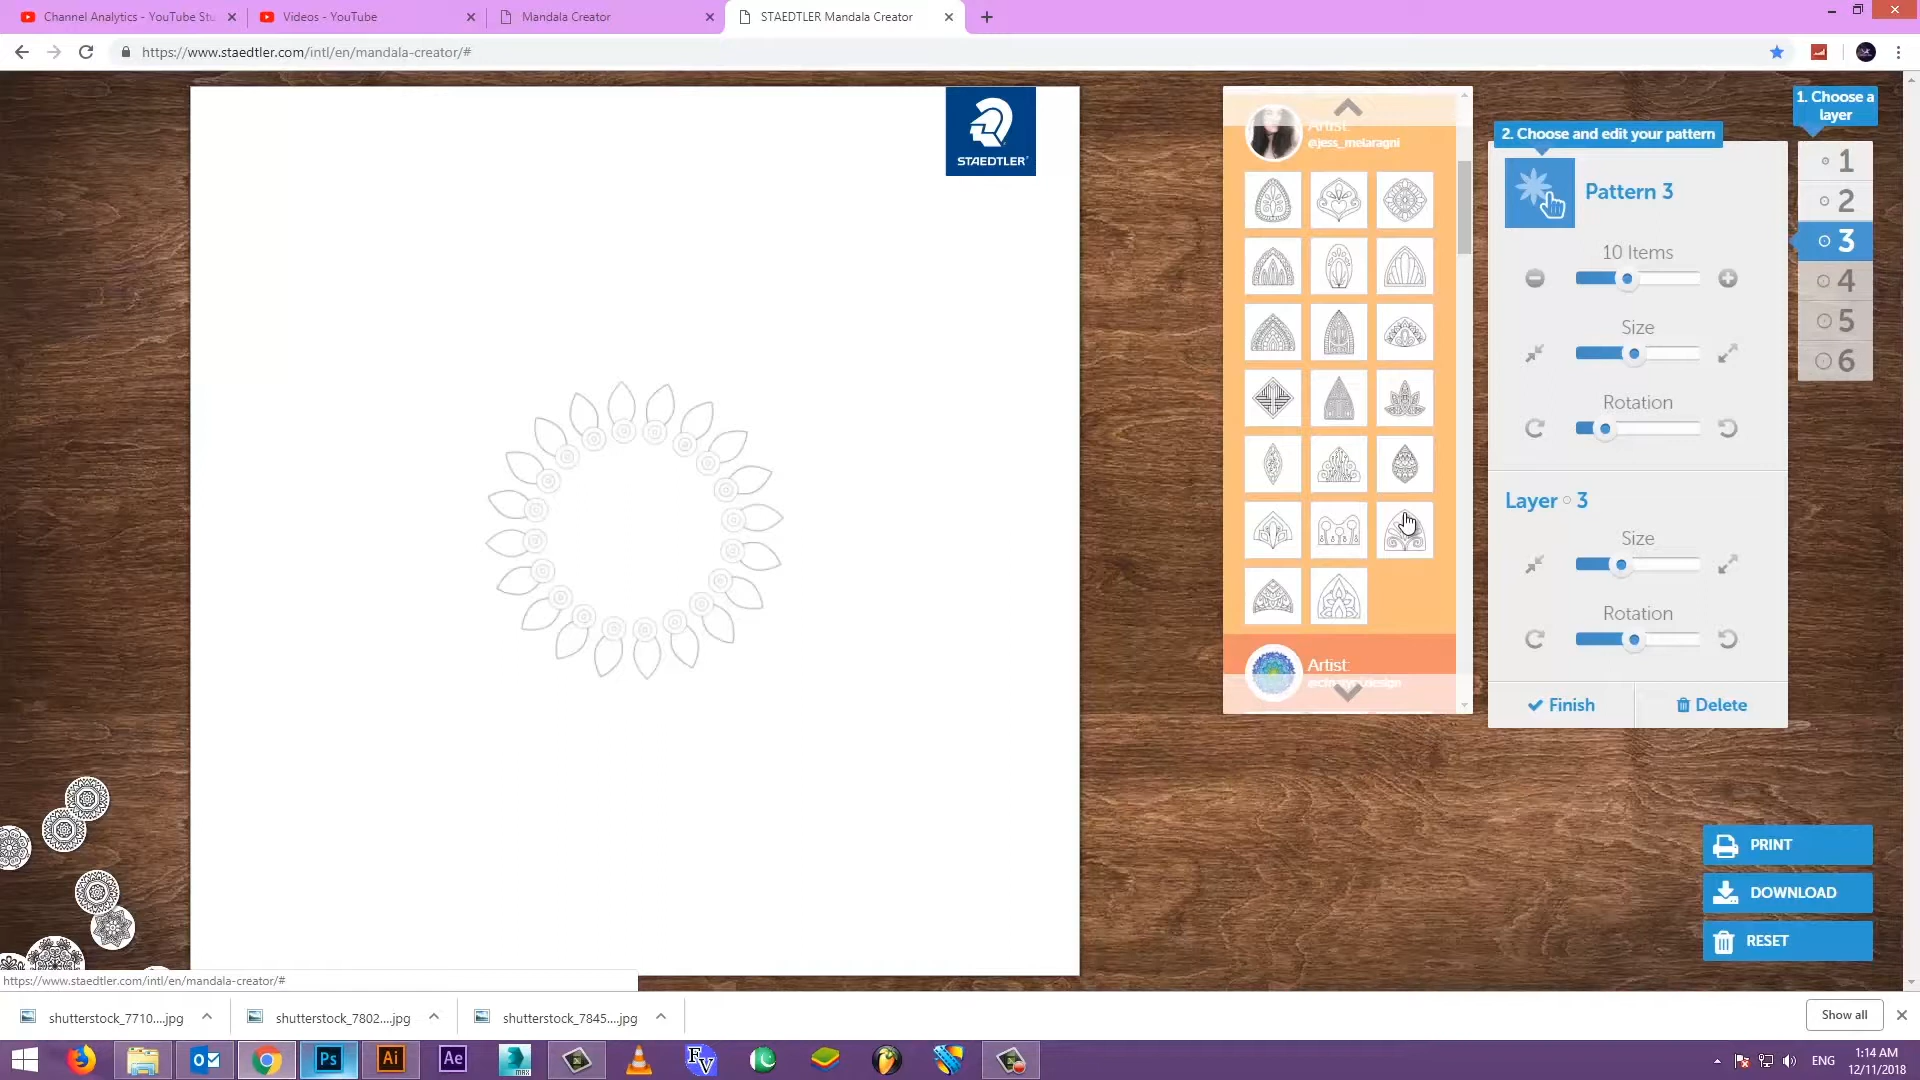 Channel Analytics - YouTube Stu
Videos - YouTube
Mandala Creator
STAEDTLER Mandala Creator
https://www.staedtler.com/intl/en/mandala-creator/#
STAEDTLER
Artist:
@jess_melaragni
Artist:
1. Choose a
layer
2. Choose and edit your pattern
Pattern 3
10 Items
Size
Rotation
Layer 3
Size
Rotation
Finish
Delete
1
2
3
4
5
6
PRINT
DOWNLOAD
RESET
https://www.staedtler.com/intl/en/mandala-creator/#
shutterstock_7710....jpg
shutterstock_7802....jpg
shutterstock_7845....jpg
Show all
Ps
Ai
Ae
MAX
FV
ENG
1:14 AM
12/11/2018